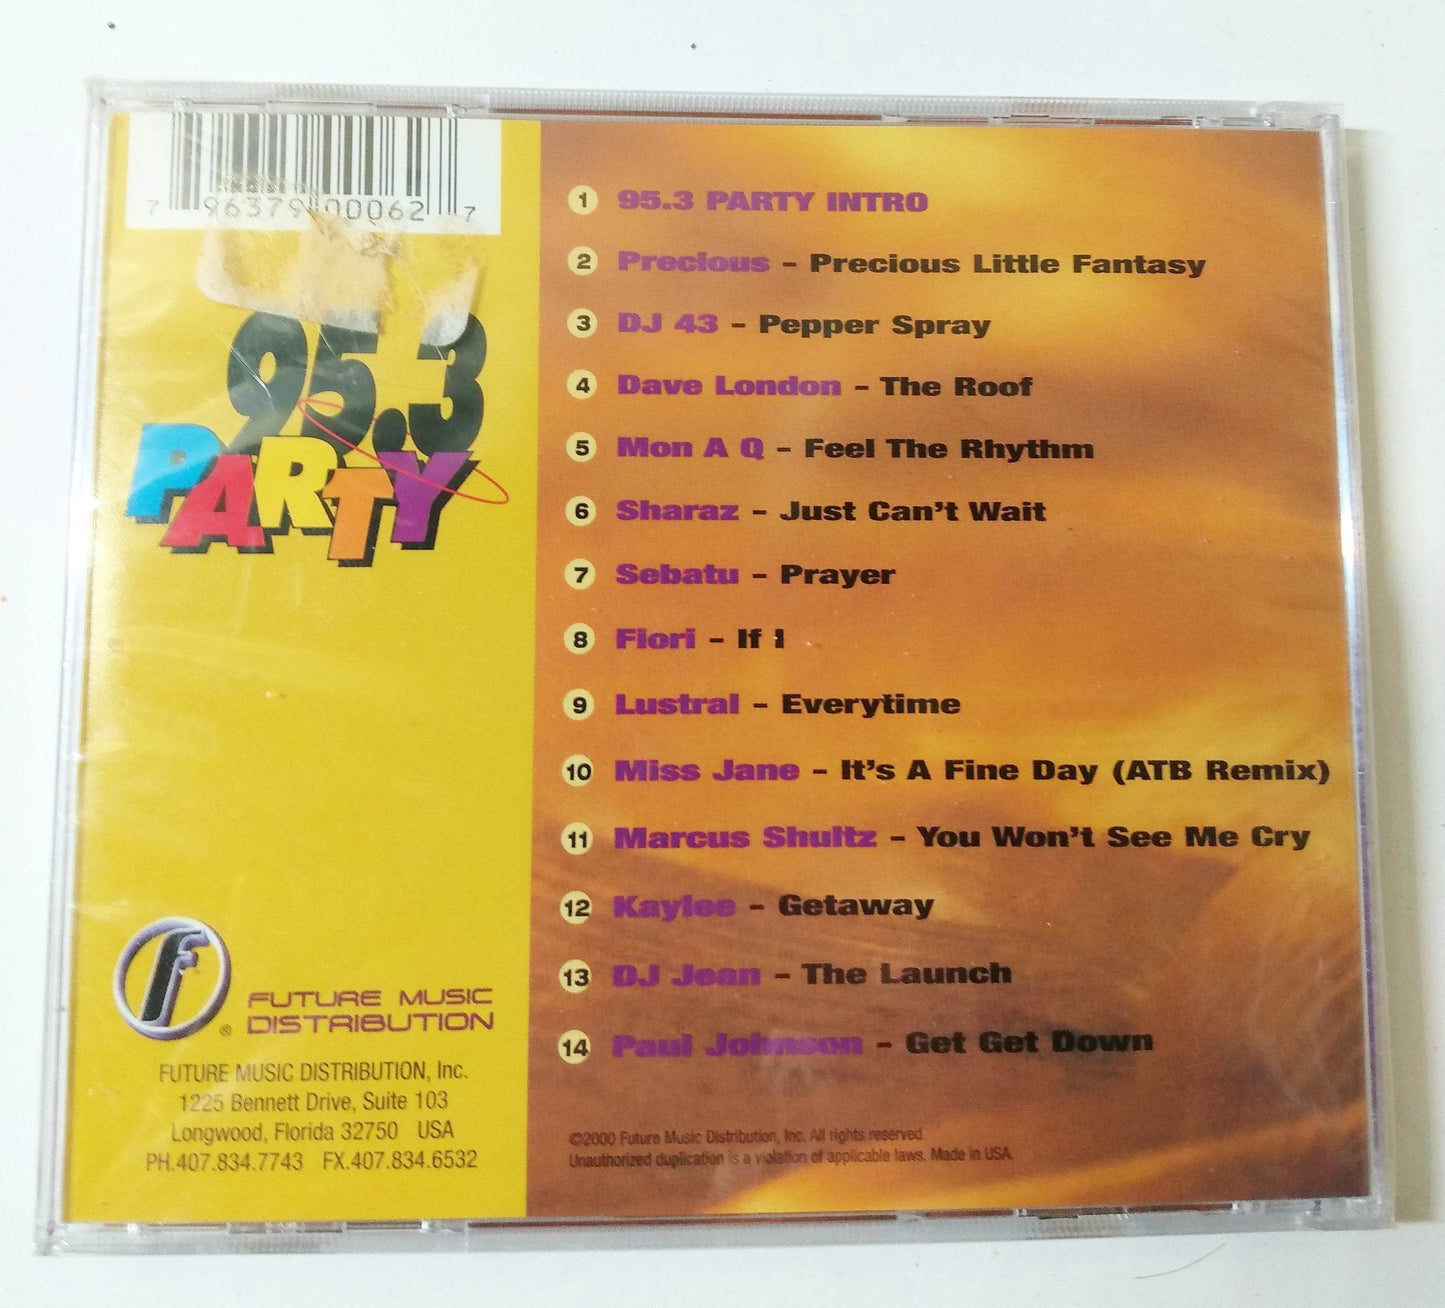 7 96379 00062 7
95.3
PARTY
1 95.3 PARTY INTRO
2 Precious – Precious Little Fantasy
3 DJ 43 – Pepper Spray
4 Dave London – The Roof
5 Mon A Q – Feel The Rhythm
6 Sharaz – Just Can't Wait
7 Sebatu – Prayer
8 Fiori – If I
9 Lustral – Everytime
10 Miss Jane – It's A Fine Day (ATB Remix)
11 Marcus Shultz – You Won't See Me Cry
12 Kaylee – Getaway
13 DJ Jean – The Launch
14 Paul Johnson – Get Get Down
f ®
FUTURE MUSIC
DISTRIBUTION
FUTURE MUSIC DISTRIBUTION, Inc.
1225 Bennett Drive, Suite 103
Longwood, Florida 32750 USA
PH.407.834.7743 FX.407.834.6532
©2000 Future Music Distribution, Inc. All rights reserved.
Unauthorized duplication is a violation of applicable laws. Made in USA.